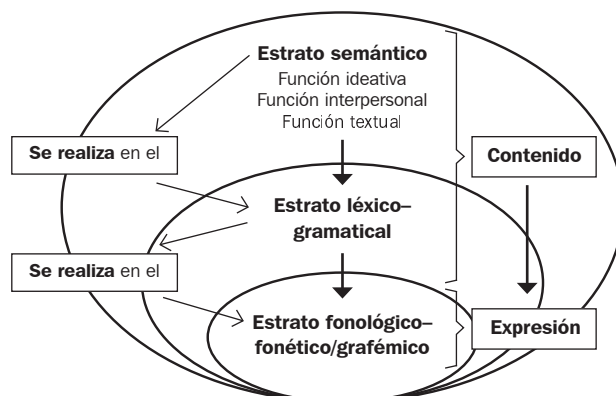 Estrato semántico
Función ideativa
Función interpersonal
Función textual
Se realiza en el
Contenido
Estrato léxico–
gramatical
Se realiza en el
Estrato fonológico–
fonético/grafémico
Expresión